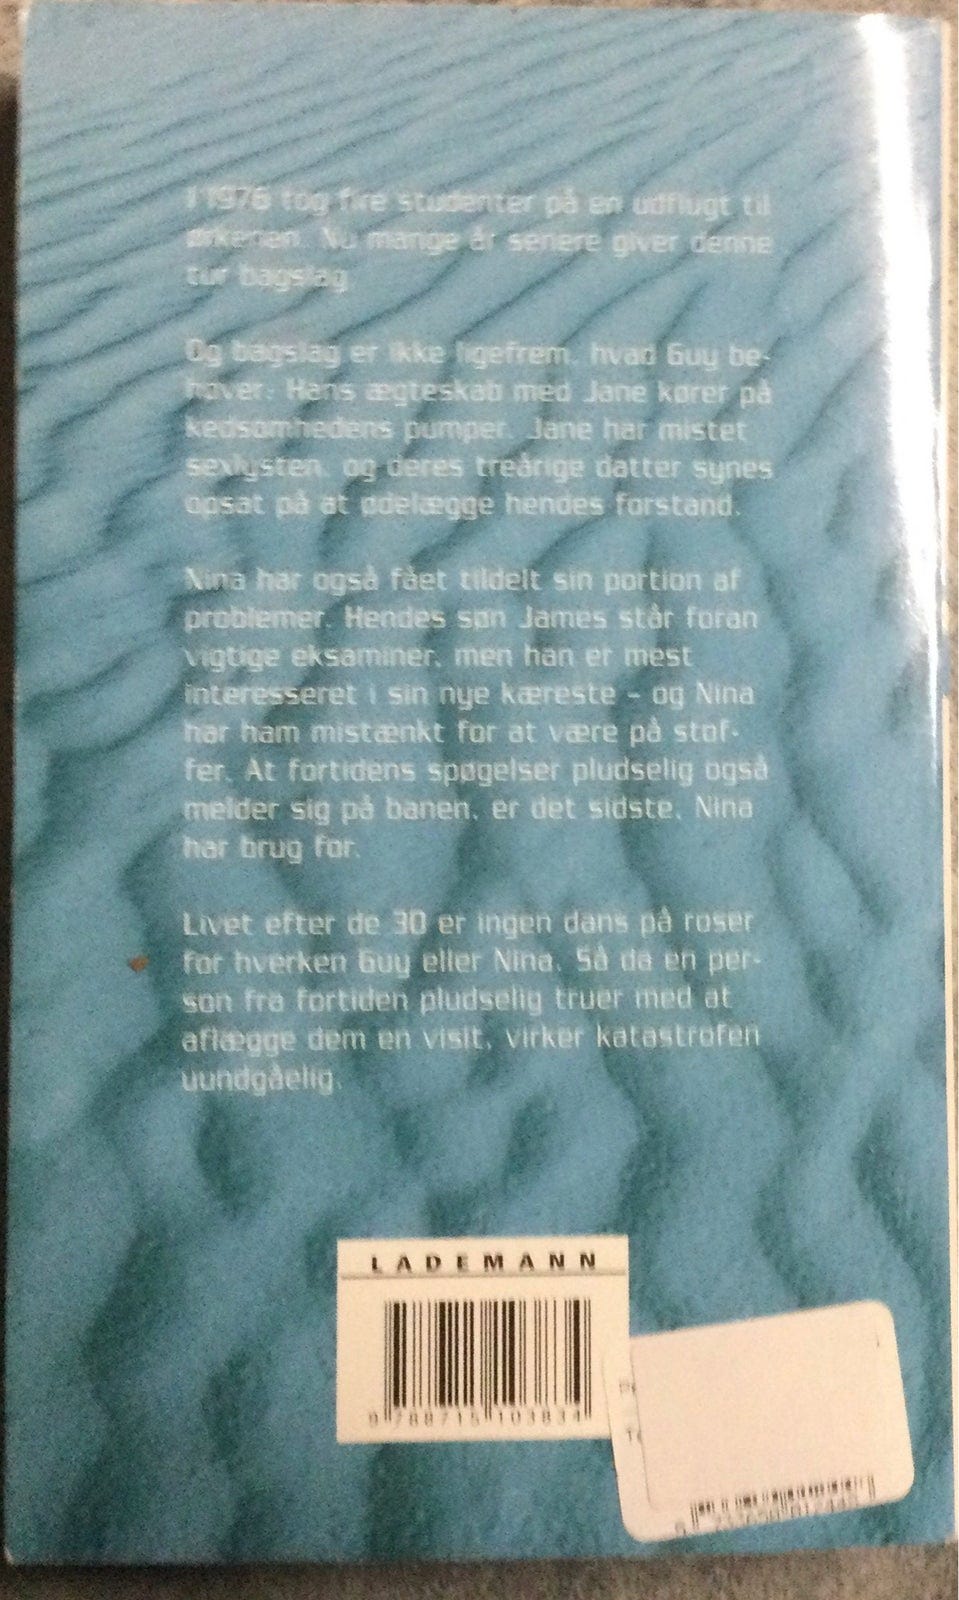 I 1976 tog fire studenter på en udflugt til
ørkenen. Nu mange år senere giver denne
tur bagslag.
Og bagslag er ikke ligefrem, hvad Guy be-
høver: Hans ægteskab med Jane kører på
kedsomhedens pumper. Jane har mistet
sexlysten, og deres treårige datter synes
opsat på at ødelægge hendes forstand.
Nina har også fået tildelt sin portion af
problemer. Hendes søn James står foran
vigtige eksaminer, men han er mest
interesseret i sin nye kæreste - og Nina
har ham mistænkt for at være på stof-
fer. At fortidens spøgelser pludselig også
melder sig på banen, er det sidste, Nina
har brug for.
Livet efter de 30 er ingen dans på roser
for hverken Guy eller Nina. Så da en per-
son fra fortiden pludselig truer med at
aflægge dem en visit, virker katastrofen
uundgåelig.
LADEMANN
9 788715 103834